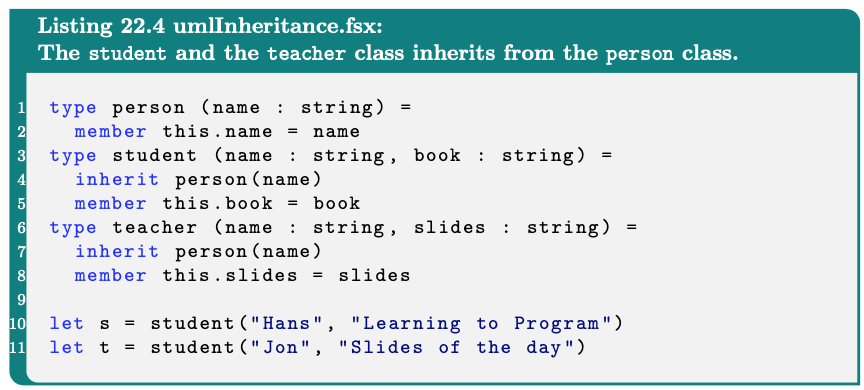 Listing 22.4 umlInheritance.fsx:
The student and the teacher class inherits from the person class.
1 type person (name : string) =
2   member this.name = name
3 type student (name : string, book : string) =
4   inherit person(name)
5   member this.book = book
6 type teacher (name : string, slides : string) =
7   inherit person(name)
8   member this.slides = slides
9
10 let s = student("Hans", "Learning to Program")
11 let t = student("Jon", "Slides of the day")